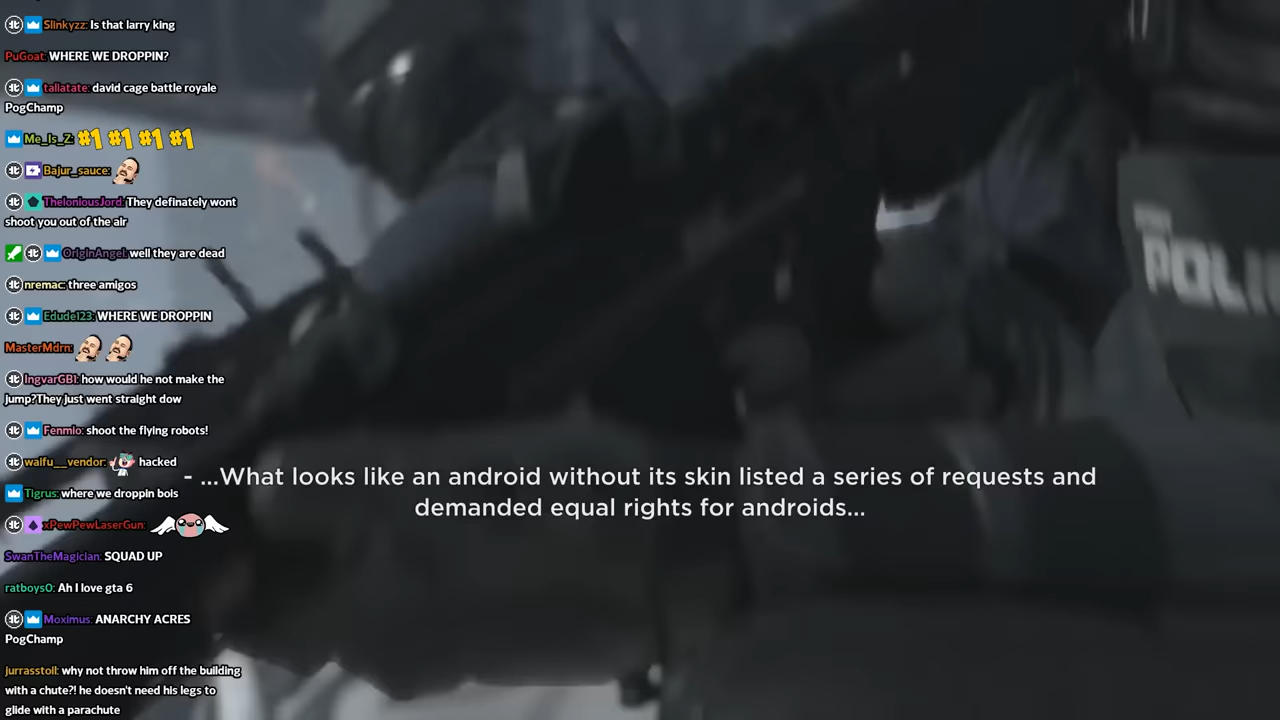 Slinkyzz: Is that larry king
PuGoat: WHERE WE DROPPIN?
tallatate: david cage battle royale
PogChamp
Me_Is_Z: #1 #1 #1 #1
Bajur_sauce:
TheloniousJord: They definately wont
shoot you out of the air
OriginAngel: well they are dead
nremac: three amigos
Edude123: WHERE WE DROPPIN
MasterMdrn:
IngvarGBI: how would he not make the
jump?They just went straight dow
Fenmio: shoot the flying robots!
waifu__vendor: hacked
Tigrus: where we droppin bois
xPewPewLaserGun:
SwanTheMagician: SQUAD UP
ratboys0: Ah I love gta 6
Moximus: ANARCHY ACRES
PogChamp
jurrasstoll: why not throw him off the building
with a chute?! he doesn't need his legs to
glide with a parachute
- ...What looks like an android without its skin listed a series of requests and
demanded equal rights for androids...